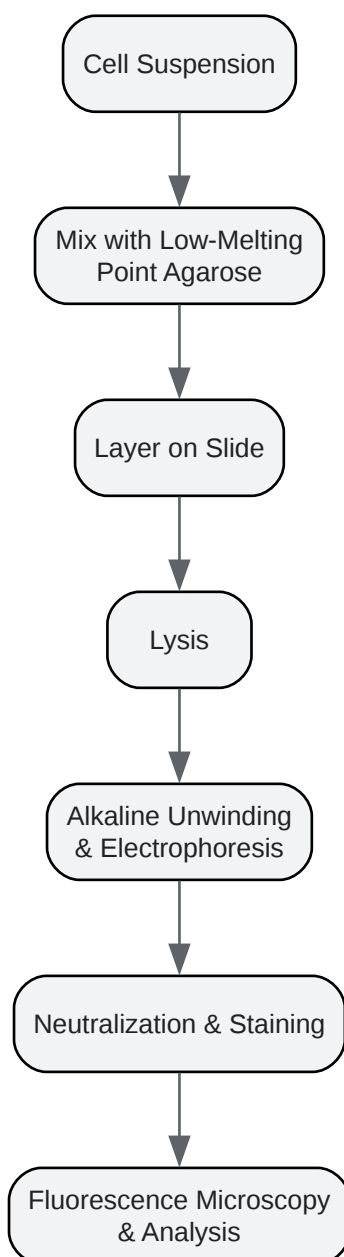 Cell Suspension
Mix with Low-Melting
Point Agarose
Layer on Slide
Lysis
Alkaline Unwinding
& Electrophoresis
Neutralization & Staining
Fluorescence Microscopy
& Analysis